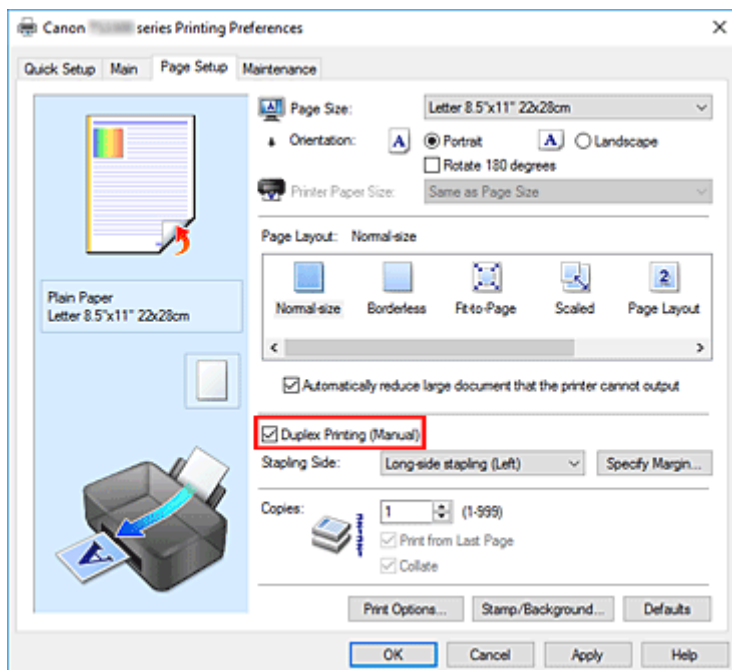 Canon series Printing Preferences
Quick Setup Main Page Setup Maintenance
Page Size: Letter 8.5"x11" 22x28cm
Orientation: A Portrait A Landscape
Rotate 180 degrees
Printer Paper Size: Same as Page Size
Page Layout: Normal-size
Normal-size Borderless Fit-to-Page Scaled 2 Page Layout
Plain Paper
Letter 8.5"x11" 22x28cm
Automatically reduce large document that the printer cannot output
Duplex Printing (Manual)
Stapling Side: Long-side stapling (Left) Specify Margin...
Copies: 1 (1-999)
Print from Last Page
Collate
A
Print Options... Stamp/Background... Defaults
OK Cancel Apply Help